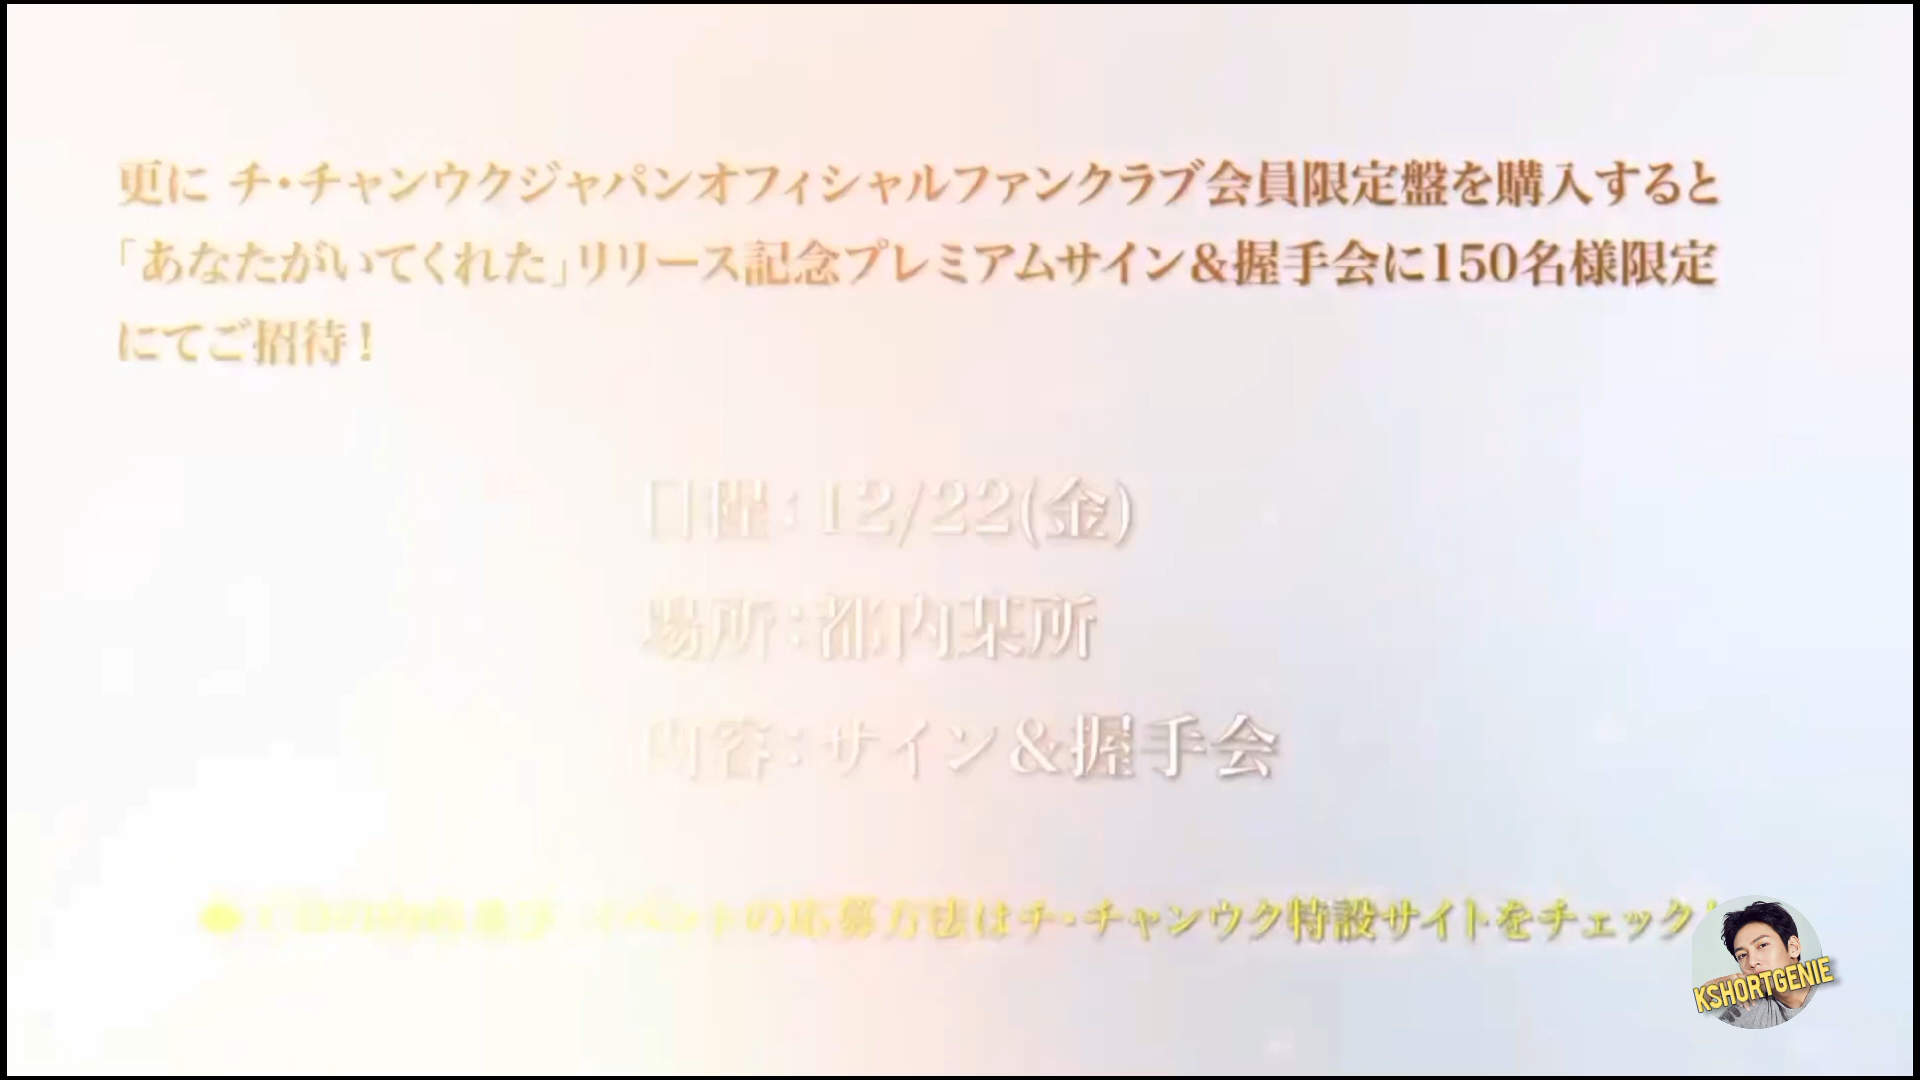 更に チ・チャンウクジャパンオフィシャルファンクラブ会員限定盤を購入すると
「あなたがいてくれた」リリース記念プレミアムサイン＆握手会に150名様限定
にてご招待！
日程：12/22(金)
場所：都内某所
内容：サイン＆握手会
イベントの応募方法はチ・チャンウク特設サイトをチェック！
KSHORTGENIE